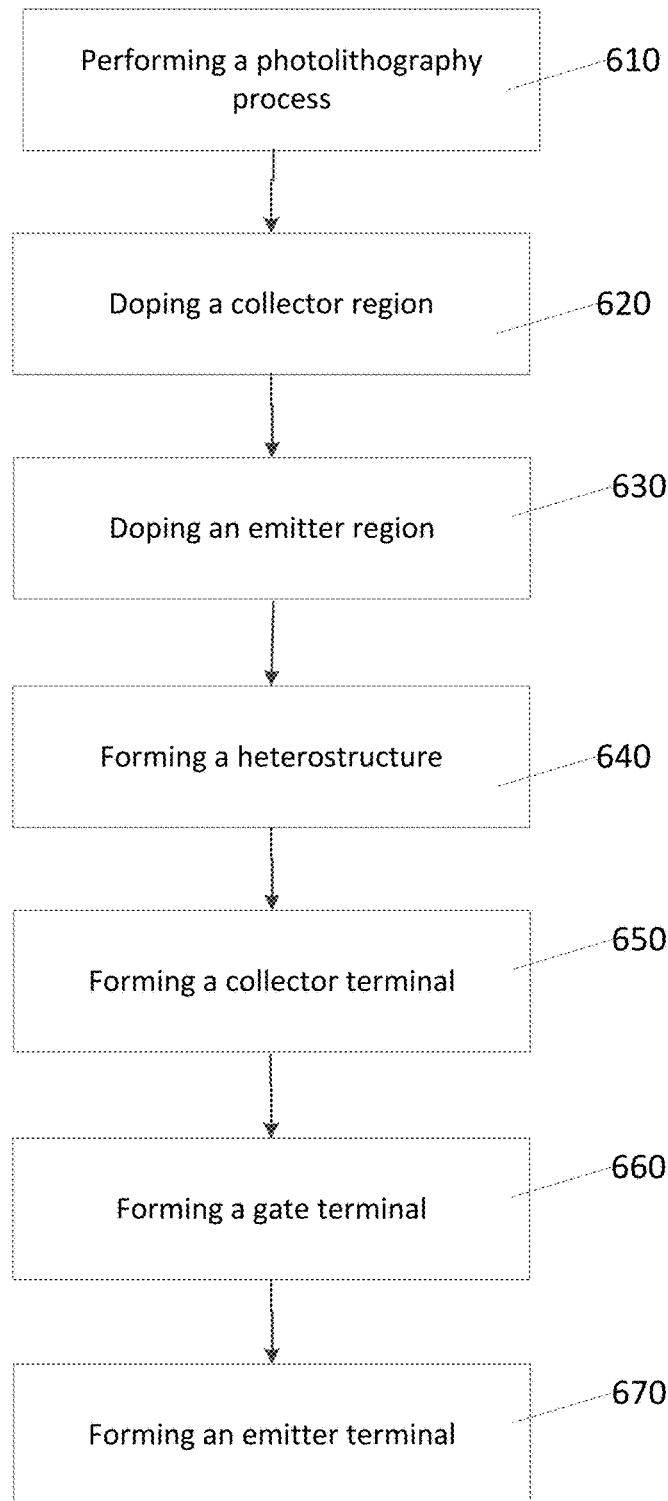 Performing a photolithography
process
610
Doping a collector region
620
Doping an emitter region
630
Forming a heterostructure
640
Forming a collector terminal
650
Forming a gate terminal
660
Forming an emitter terminal
670